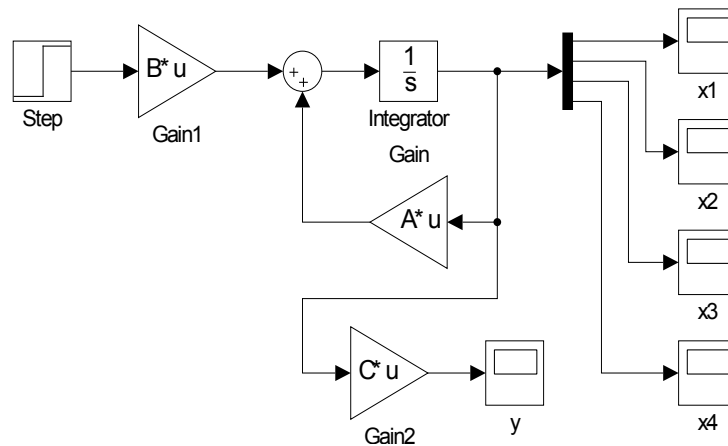 Step
B* u
Gain1
+
+
1
s
Integrator
Gain
A* u
C* u
Gain2
y
x1
x2
x3
x4